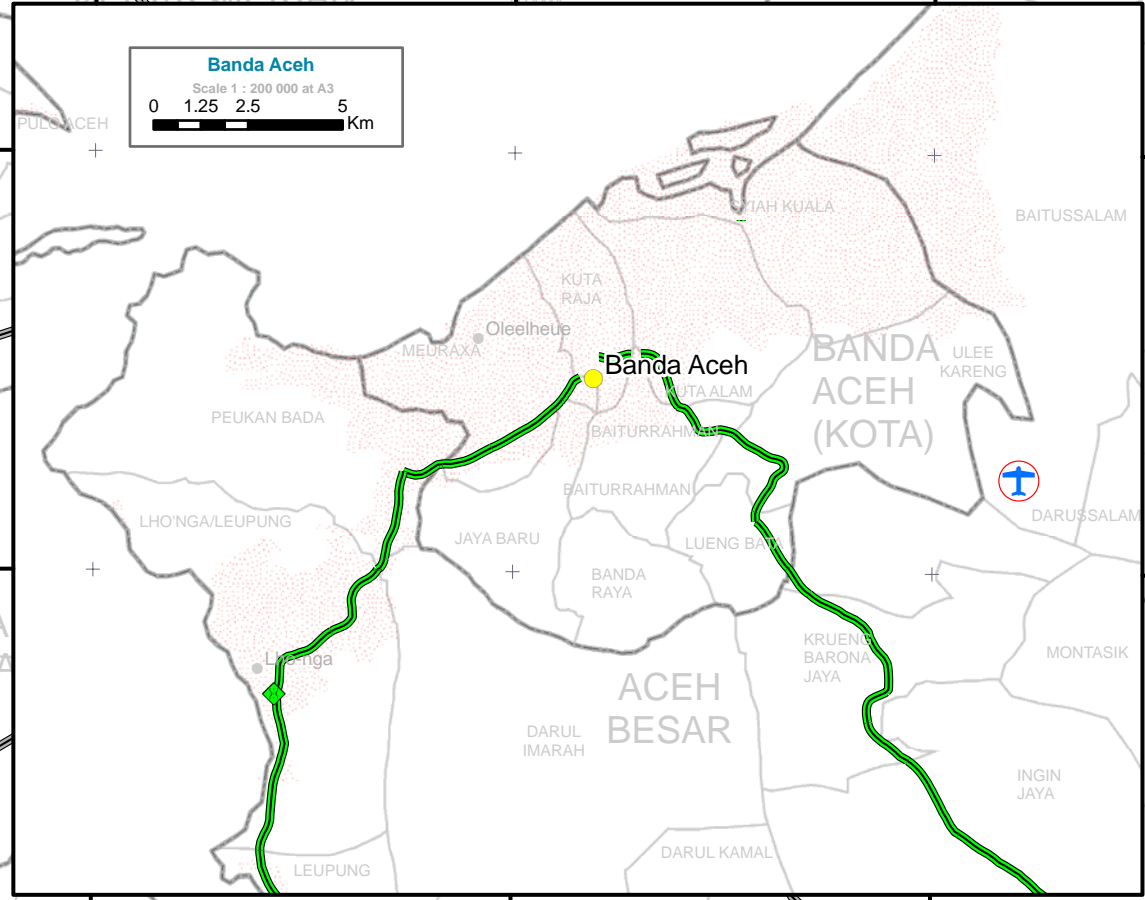 Banda Aceh
Scale 1 : 200 000 at A3
0 1.25 2.5 5
Km
PULO ACEH
SYIAH KUALA
BAITUSSALAM
KUTA
RAJA
Oleelheue
MEURAXA
BANDA
ACEH
(KOTA)
ULEE
KARENG
Banda Aceh
KUTA ALAM
PEUKAN BADA
BAITURRAHMAN
BAITURRAHMAN
LHO'NGA/LEUPUNG
DARUSSALAM
JAYA BARU
LUENG BATA
BANDA
RAYA
KRUENG
BARONA
JAYA
MONTASIK
Lho-nga
ACEH
BESAR
DARUL
IMARAH
INGIN
JAYA
DARUL KAMAL
LEUPUNG